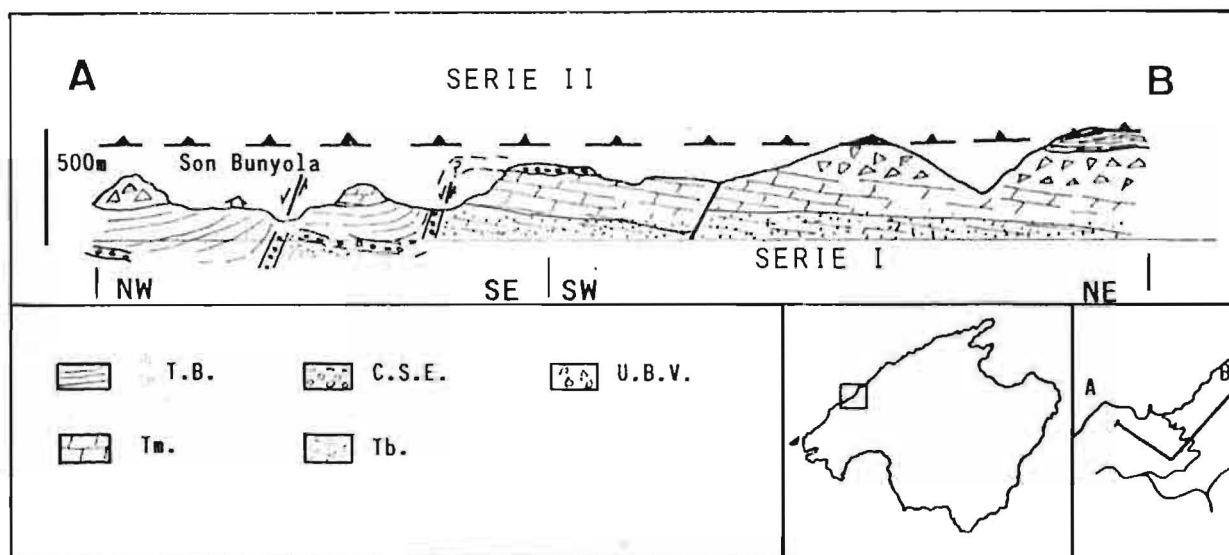 A
B
SERIE II
500m
Son Bunyola
SERIE I
NW
SE
SW
NE
T.B.
C.S.E.
U.B.V.
Tm.
Tb.
A
B